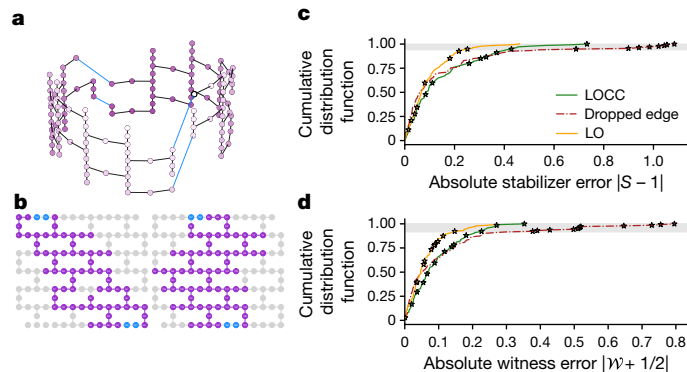 a
b
c
Cumulative
distribution
function
1.00
0.75
0.50
0.25
0
LOCC
Dropped edge
LO
0
0.2
0.4
0.6
0.8
1.0
Absolute stabilizer error |S − 1|
d
Cumulative
distribution
function
1.00
0.75
0.50
0.25
0
0
0.1
0.2
0.3
0.4
0.5
0.6
0.7
0.8
Absolute witness error |𝒲 + 1/2|